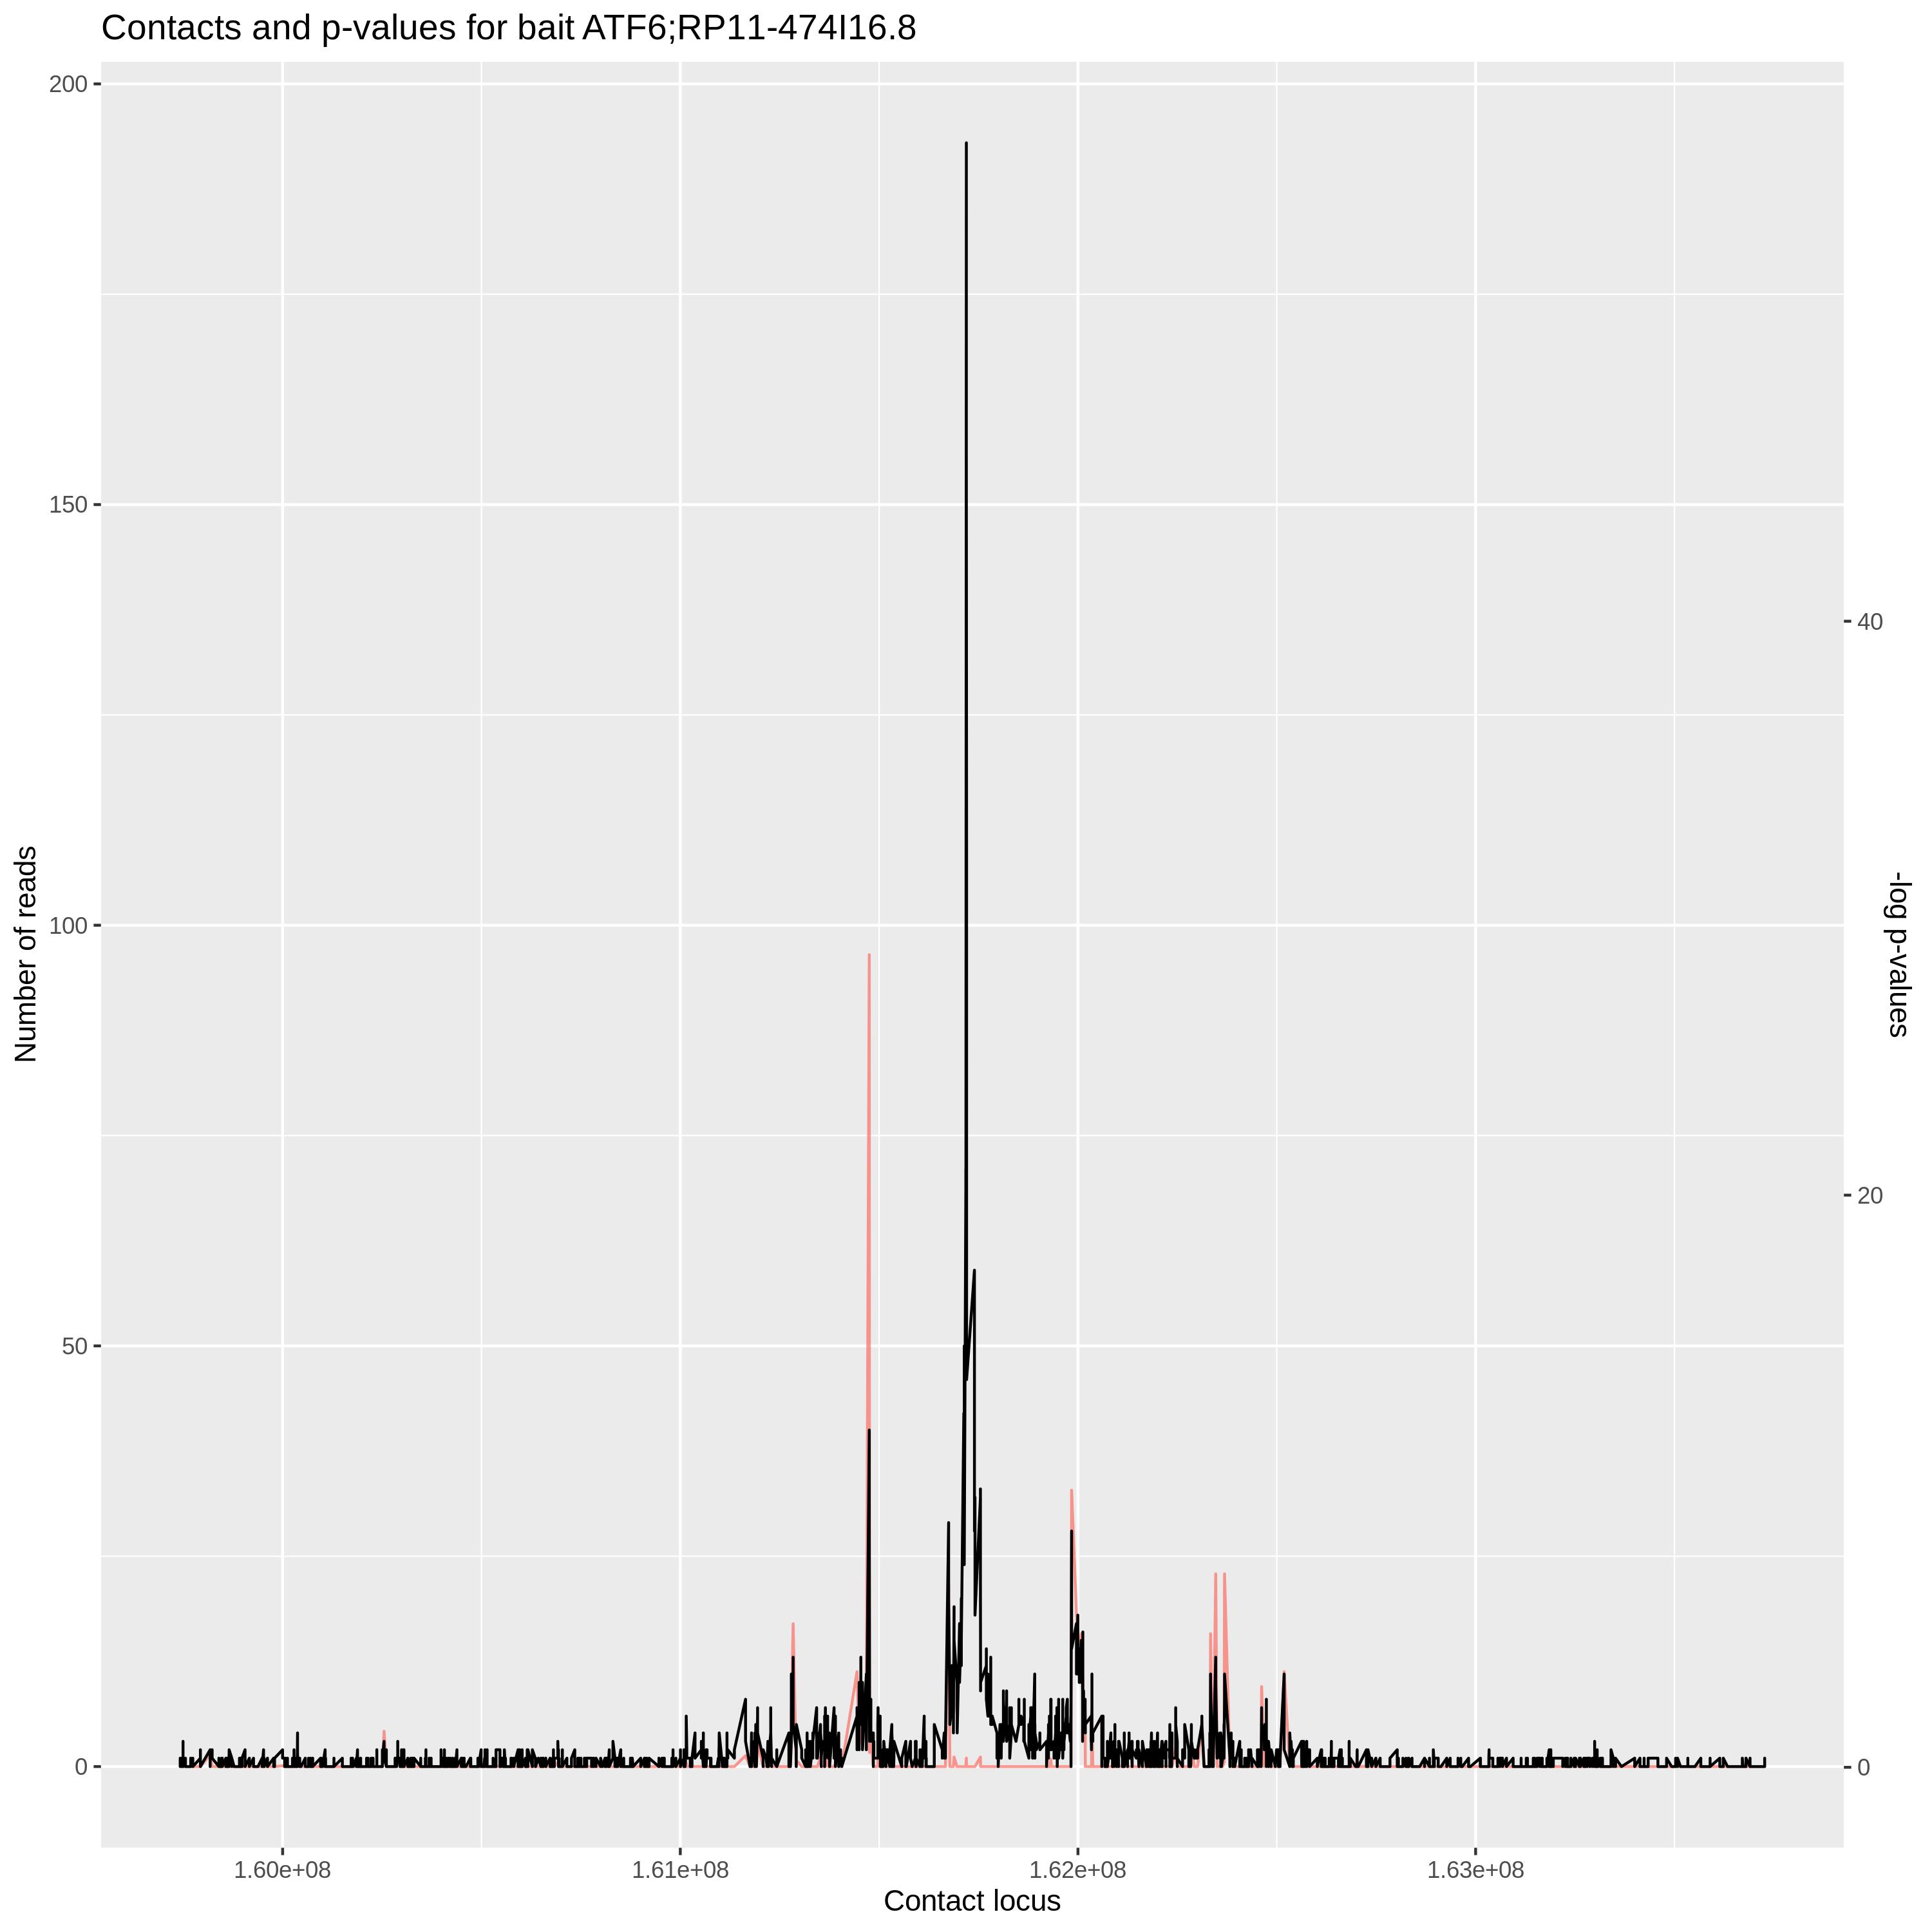 Contacts and p-values for bait ATF6;RP11-474I16.8
200
150
100
50
0
Number of reads
40
20
0
-log p-values
1.60e+08
1.61e+08
1.62e+08
1.63e+08
Contact locus